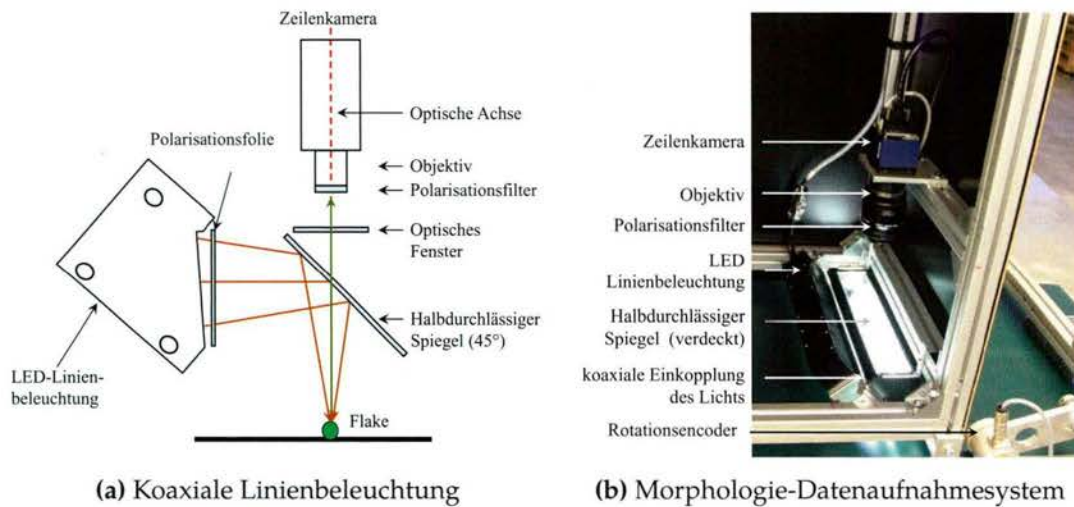 Zeilenkamera
Optische Achse
Polarisationsfolie
Objektiv
Polarisationsfilter
Optisches
Fenster
Halbdurchlässiger
Spiegel (45°)
LED-Linien-
beleuchtung
Flake
(a) Koaxiale Linienbeleuchtung
Zeilenkamera
Objektiv
Polarisationsfilter
LED
Linienbeleuchtung
Halbdurchlässiger
Spiegel (verdeckt)
koaxiale Einkopplung
des Lichts
Rotationsencoder
(b) Morphologie-Datenaufnahmesystem